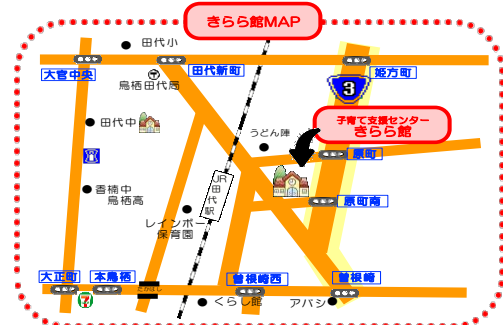 きらら館MAP
田代小
大官中央
鳥栖田代局
田代新町
姫方町
3
子育て支援センター
きらら館
田代中
うどん陣
原町
香楠中
鳥栖高
JR
田代駅
原町南
レインボー
保育園
大正町
本鳥栖
曽根崎西
曽根崎
7
くらし館
アバシ